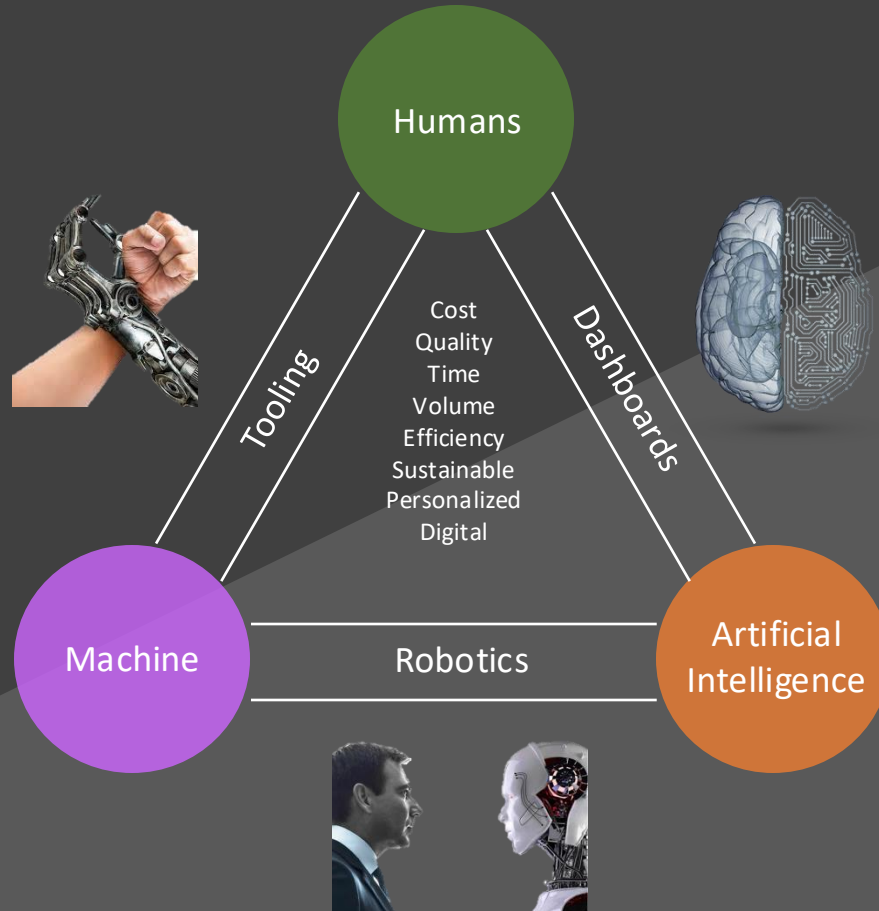 Humans
Tooling
Dashboards
Cost
Quality
Time
Volume
Efficiency
Sustainable
Personalized
Digital
Machine
Robotics
Artificial
Intelligence